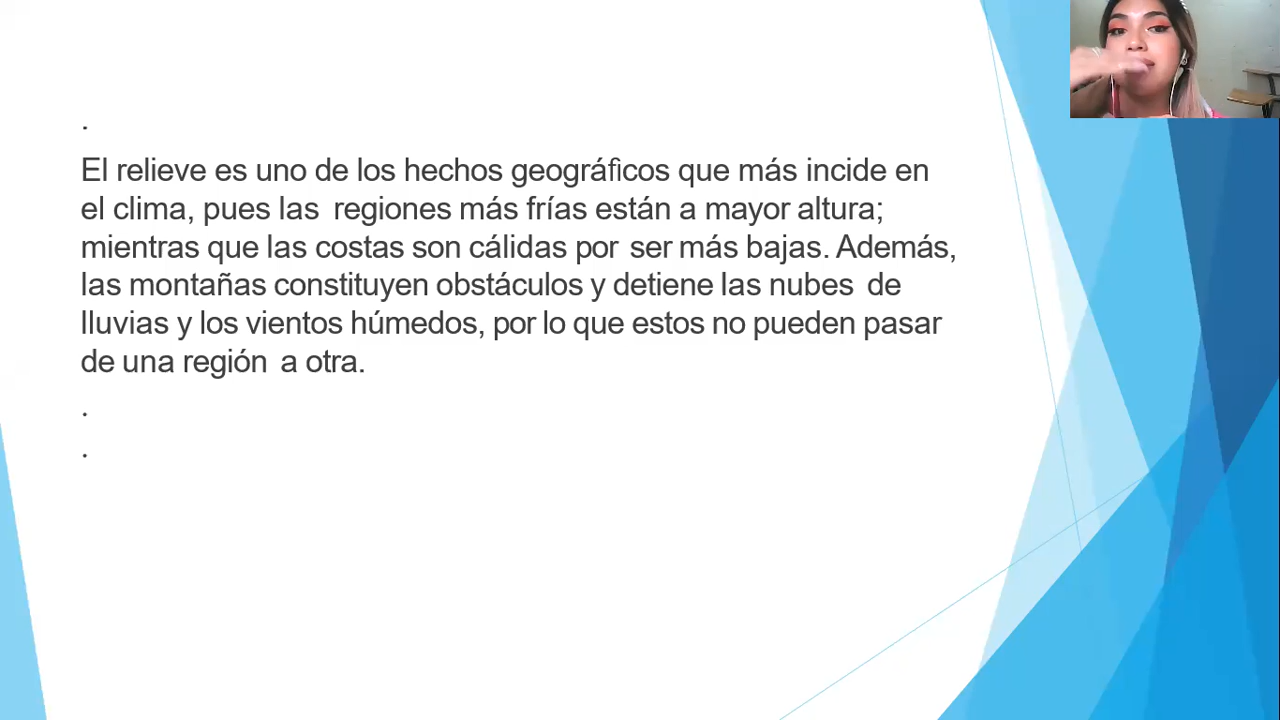 .
El relieve es uno de los hechos geográficos que más incide en
el clima, pues las regiones más frías están a mayor altura;
mientras que las costas son cálidas por ser más bajas. Además,
las montañas constituyen obstáculos y detiene las nubes de
lluvias y los vientos húmedos, por lo que estos no pueden pasar
de una región a otra.
.
.